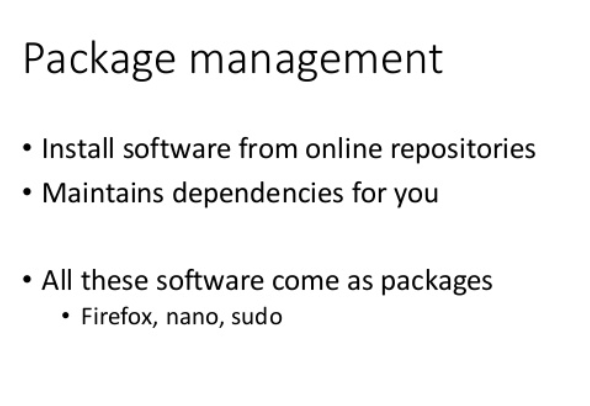 Package management
• Install software from online repositories
• Maintains dependencies for you
• All these software come as packages
• Firefox, nano, sudo